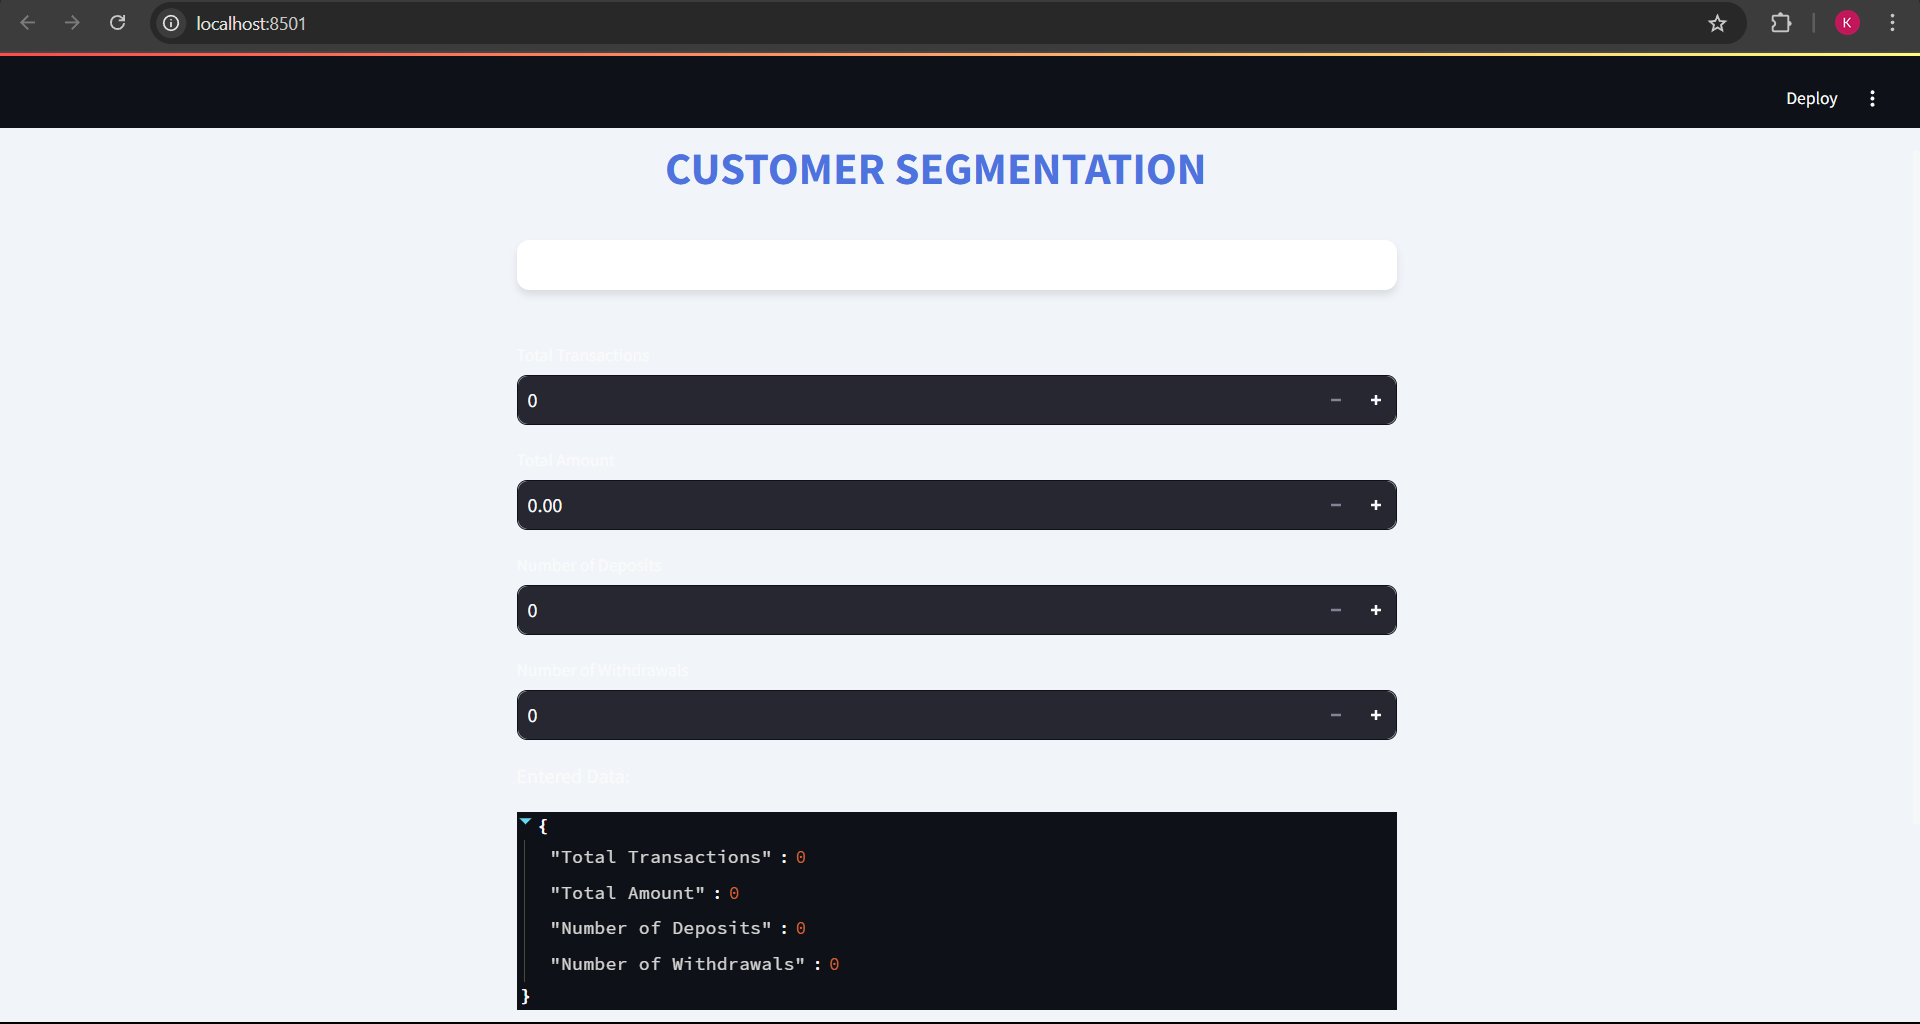 localhost:8501
K
Deploy
CUSTOMER SEGMENTATION
Total Transactions
0
Total Amount
0.00
Number of Deposits
0
Number of Withdrawals
0
Entered Data:
{
"Total Transactions" : 0
"Total Amount" : 0
"Number of Deposits" : 0
"Number of Withdrawals" : 0
}